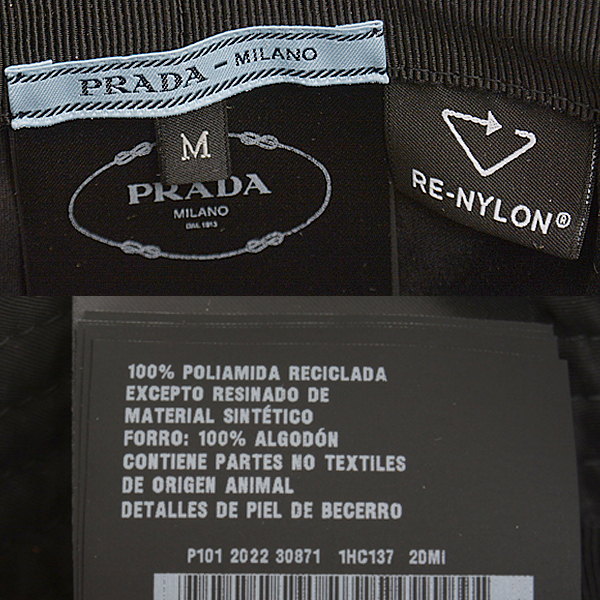 PRADA - MILANO
M
PRADA
MILANO
DAL 1913
RE-NYLON®
100% POLIAMIDA RECICLADA
EXCEPTO RESINADO DE
MATERIAL SINTÉTICO
FORRO: 100% ALGODÓN
CONTIENE PARTES NO TEXTILES
DE ORIGEN ANIMAL
DETALLES DE PIEL DE BECERRO
P101 2022 30871 1HC137 2DMI